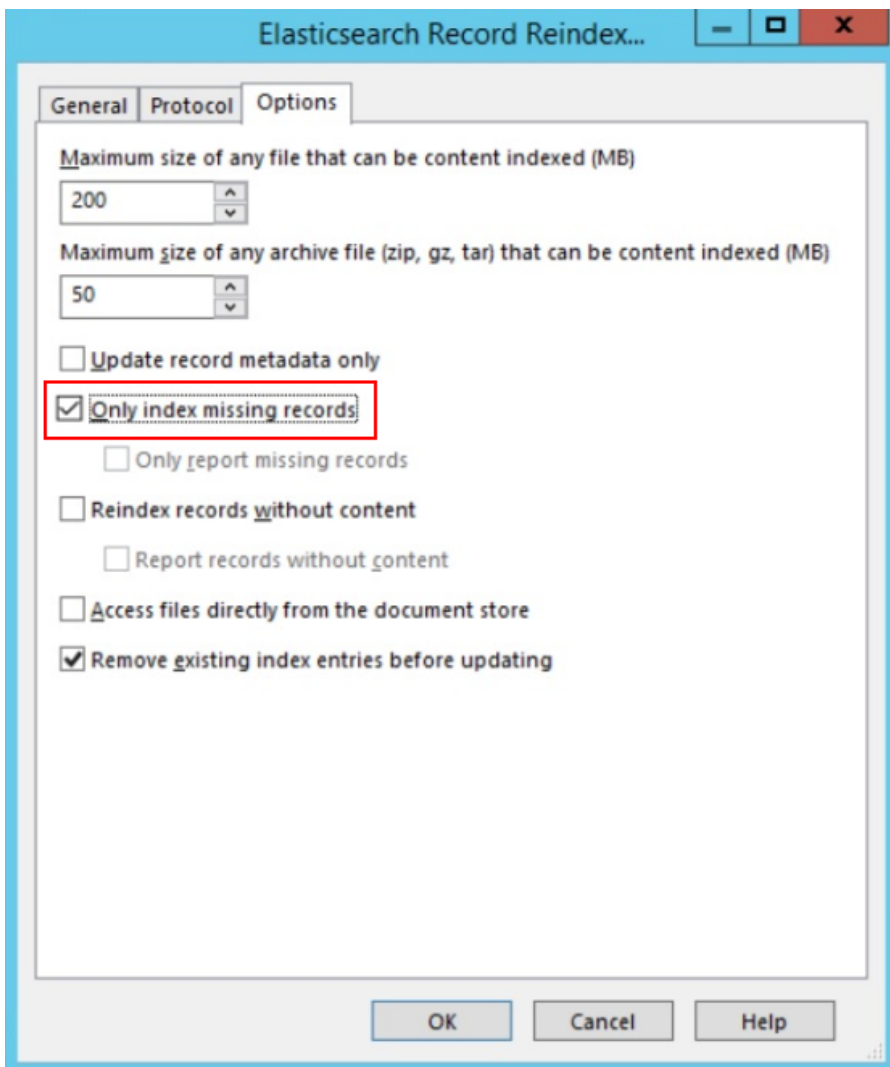 Elasticsearch Record Reindex...
General
Protocol
Options
Maximum size of any file that can be content indexed (MB)
200
Maximum size of any archive file (zip, gz, tar) that can be content indexed (MB)
50
Update record metadata only
Only index missing records
Only report missing records
Reindex records without content
Report records without content
Access files directly from the document store
Remove existing index entries before updating
OK
Cancel
Help